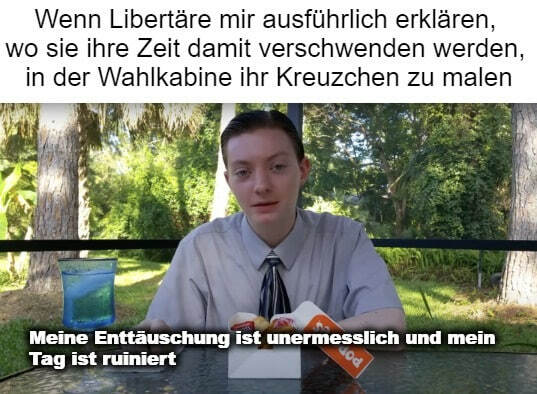 Wenn Libertäre mir ausführlich erklären,
wo sie ihre Zeit damit verschwenden werden,
in der Wahlkabine ihr Kreuzchen zu malen
Meine Enttäuschung ist unermesslich und mein
Tag ist ruiniert